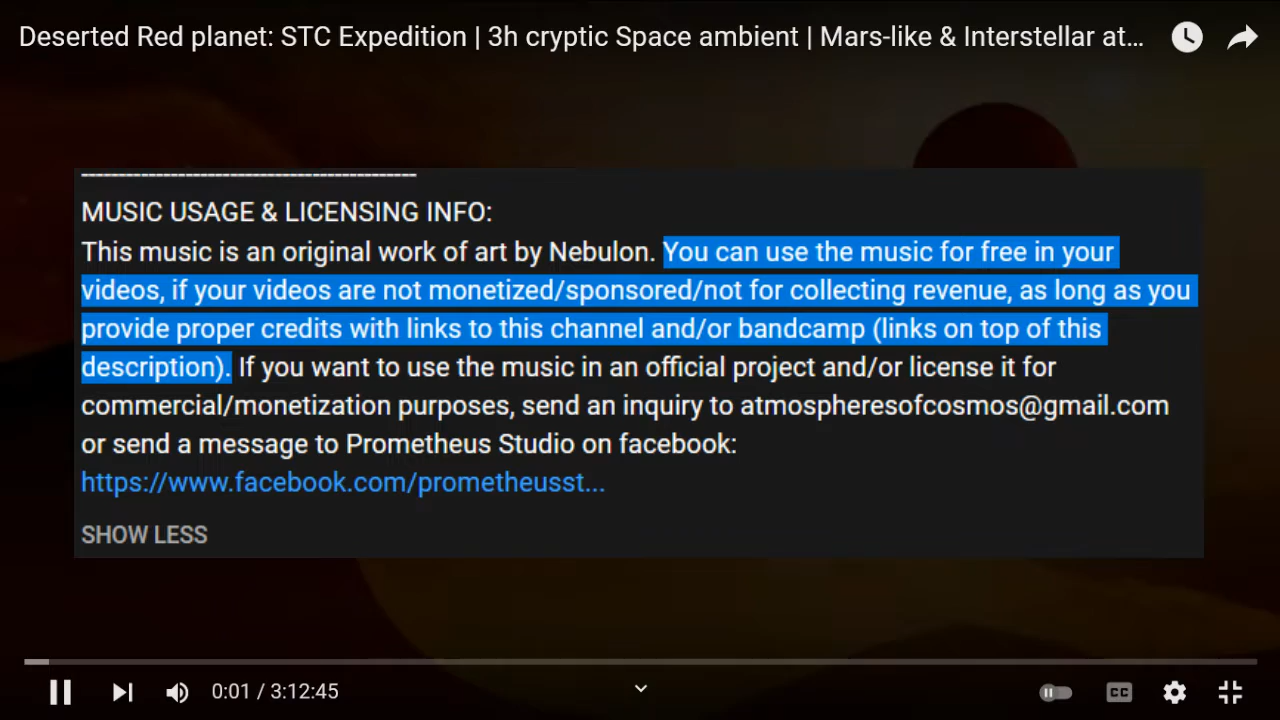 Deserted Red planet: STC Expedition | 3h cryptic Space ambient | Mars-like & Interstellar at...
MUSIC USAGE & LICENSING INFO:
This music is an original work of art by Nebulon. You can use the music for free in your
videos, if your videos are not monetized/sponsored/not for collecting revenue, as long as you
provide proper credits with links to this channel and/or bandcamp (links on top of this
description). If you want to use the music in an official project and/or license it for
commercial/monetization purposes, send an inquiry to atmospheresofcosmos@gmail.com
or send a message to Prometheus Studio on facebook:
https://www.facebook.com/prometheusst...
SHOW LESS
0:01 / 3:12:45
CC